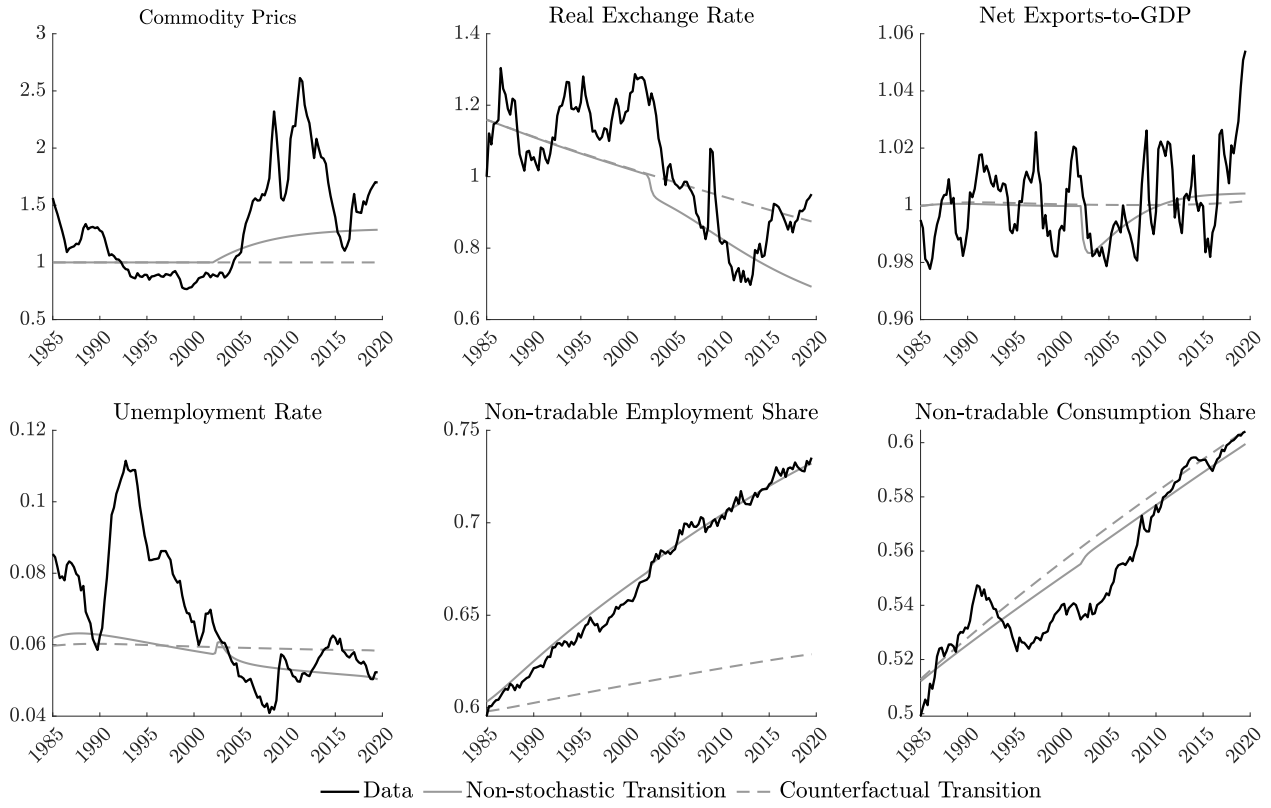 Commodity Prics
3
2.5
2
1.5
1
0.5
1985 1990 1995 2000 2005 2010 2015 2020
Real Exchange Rate
1.4
1.2
1
0.8
0.6
1985 1990 1995 2000 2005 2010 2015 2020
Net Exports-to-GDP
1.06
1.04
1.02
1
0.98
0.96
1985 1990 1995 2000 2005 2010 2015 2020
Unemployment Rate
0.12
0.1
0.08
0.06
0.04
1985 1990 1995 2000 2005 2010 2015 2020
Non-tradable Employment Share
0.75
0.7
0.65
0.6
1985 1990 1995 2000 2005 2010 2015 2020
Non-tradable Consumption Share
0.6
0.58
0.56
0.54
0.52
0.5
1985 1990 1995 2000 2005 2010 2015 2020
Data Non-stochastic Transition Counterfactual Transition